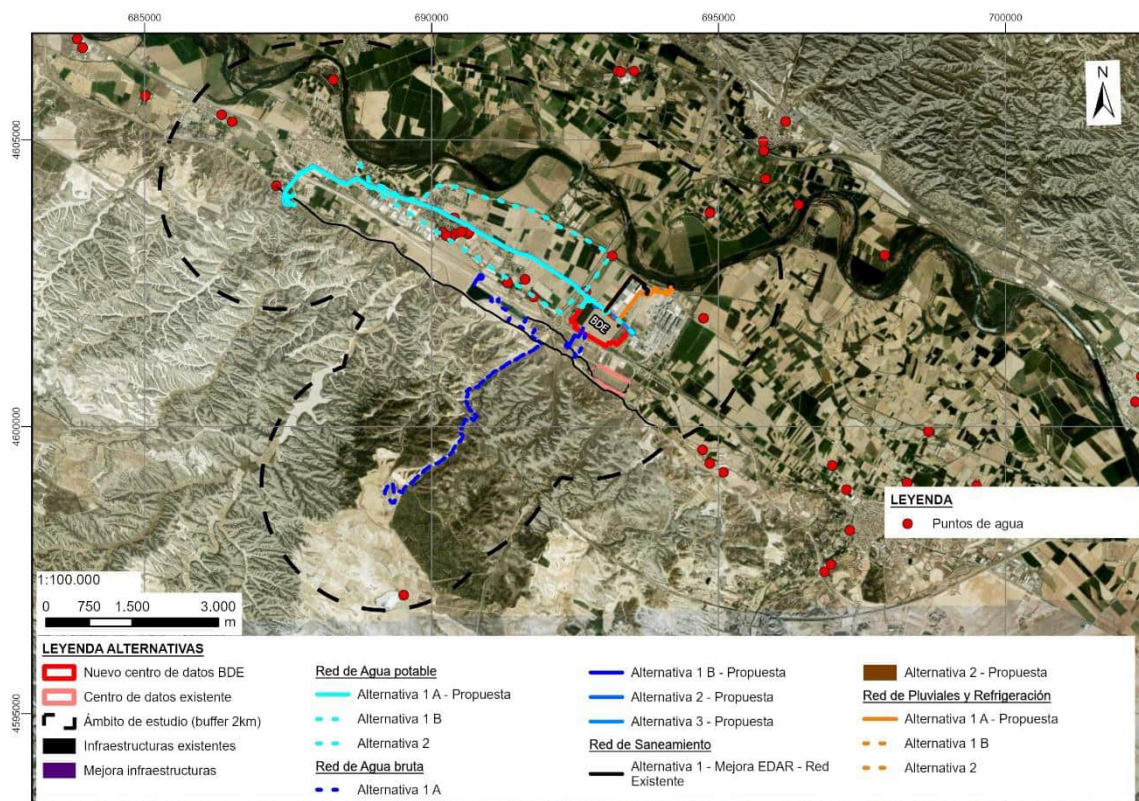 685000
690000
695000
700000
N
4605000
4600000
4595000
BDE
LEYENDA
Puntos de agua
1:100.000
0 750 1.500 3.000
m
LEYENDA ALTERNATIVAS
Nuevo centro de datos BDE
Centro de datos existente
Ámbito de estudio (buffer 2km)
Infraestructuras existentes
Mejora infraestructuras
Red de Agua potable
Alternativa 1 A - Propuesta
Alternativa 1 B
Alternativa 2
Red de Agua bruta
Alternativa 1 A
Alternativa 1 B - Propuesta
Alternativa 2 - Propuesta
Alternativa 3 - Propuesta
Red de Saneamiento
Alternativa 1 - Mejora EDAR - Red
Existente
Alternativa 2 - Propuesta
Red de Pluviales y Refrigeración
Alternativa 1 A - Propuesta
Alternativa 1 B
Alternativa 2